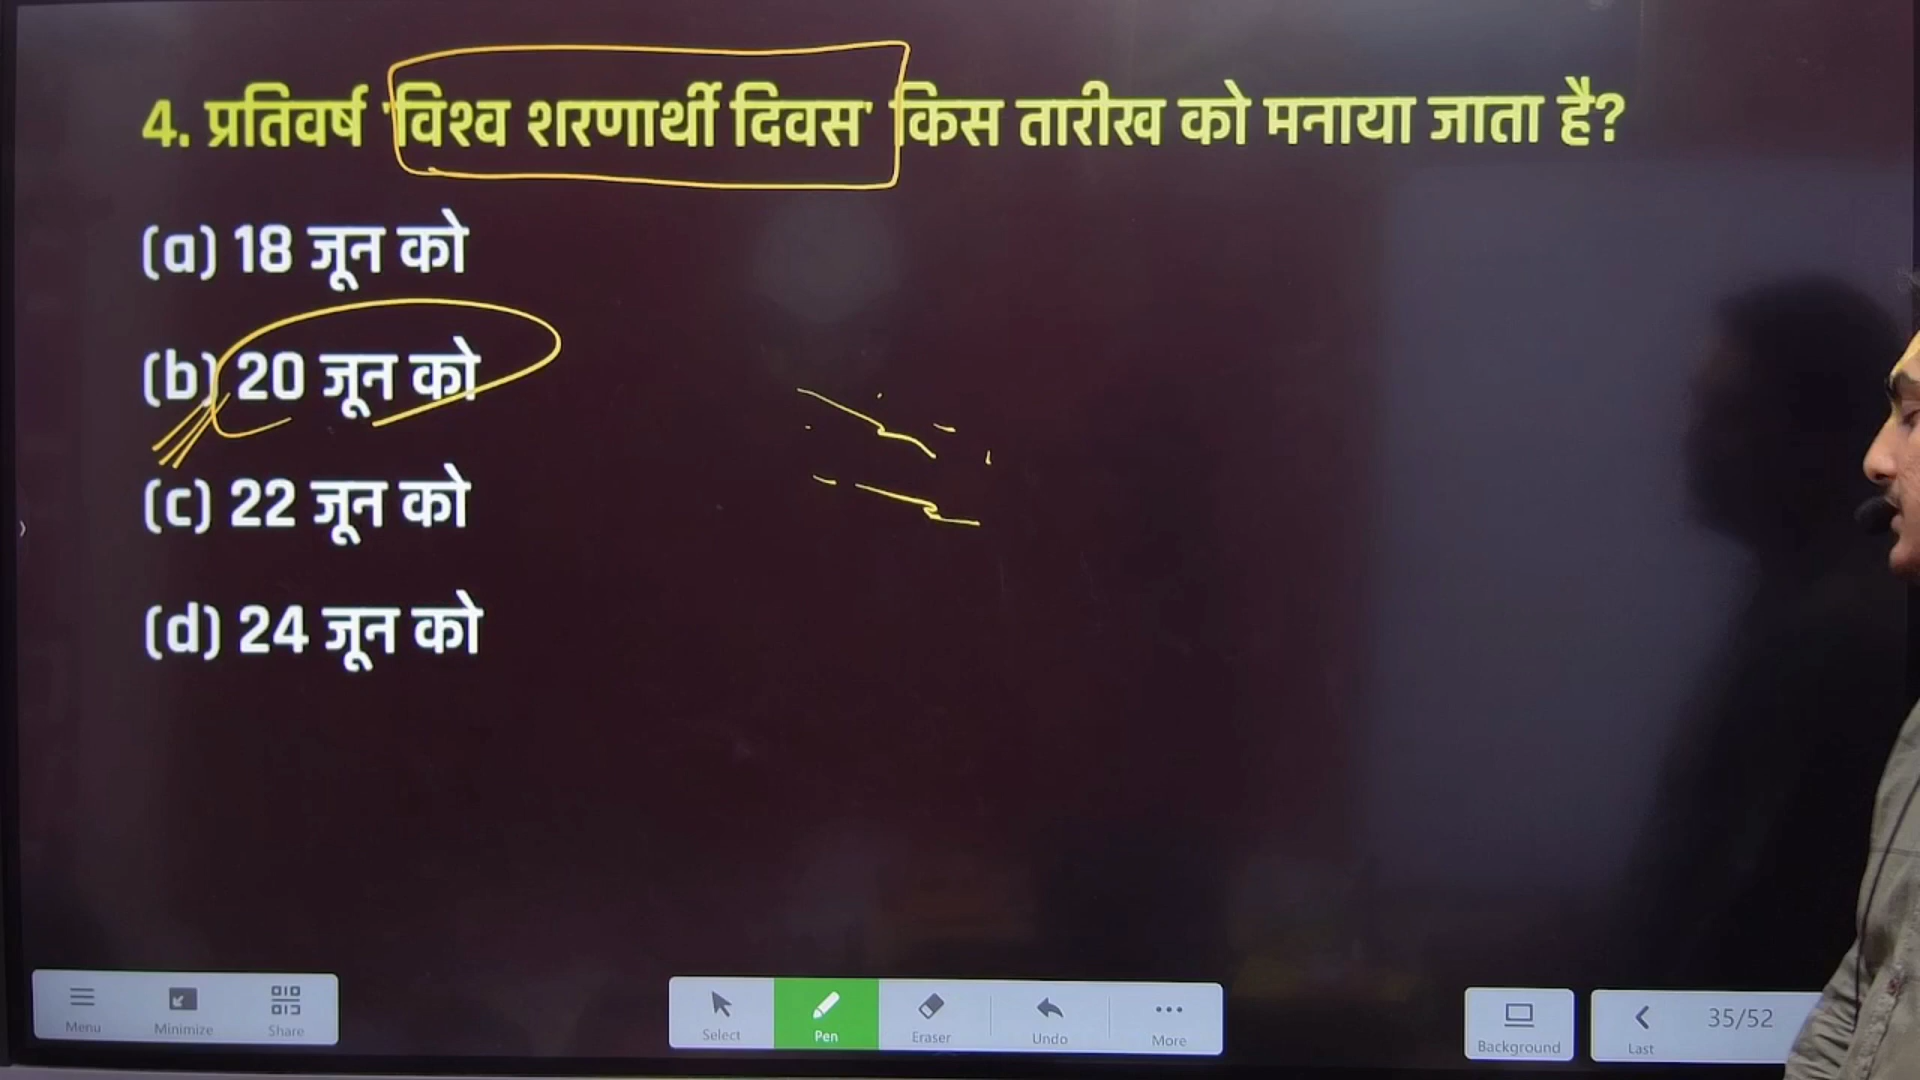 4. प्रतिवर्ष 'विश्व शरणार्थी दिवस' किस तारीख को मनाया जाता है?
(a) 18 जून को
(b) 20 जून को
(c) 22 जून को
(d) 24 जून को
Menu Minimize Share Select Pen Eraser Undo More Background Last 35/52